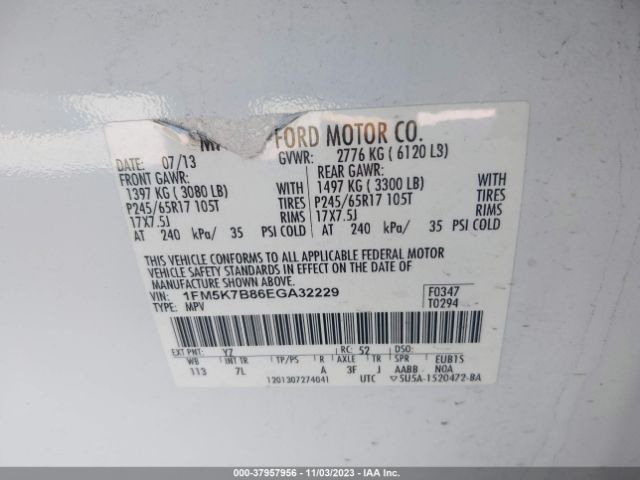 FORD MOTOR CO.
DATE: 07/13 GVWR: 2776 KG ( 6120 LB)
FRONT GAWR: REAR GAWR:
1397 KG ( 3080 LB) WITH 1497 KG ( 3300 LB) WITH
P245/65R17 105T TIRES P245/65R17 105T TIRES
17X7.5J RIMS 17X7.5J RIMS
AT 240 kPa/ 35 PSI COLD AT 240 kPa/ 35 PSI COLD
THIS VEHICLE CONFORMS TO ALL APPLICABLE FEDERAL MOTOR
VEHICLE SAFETY STANDARDS IN EFFECT ON THE DATE OF
MANUFACTURE SHOWN ABOVE.
VIN: 1FM5K7B86EGA32229 F0347
TYPE: MPV T0294
EXT PNT: YZ RC: 52 DSO:
WB INT TR TP/PS R AXLE TR SPR EUB1S
113 7L A 3F J AABB N0A
1201307274041 UTC ▽5U5A-1520472-BA
000-37957956 | 11/03/2023 | IAAI.COM